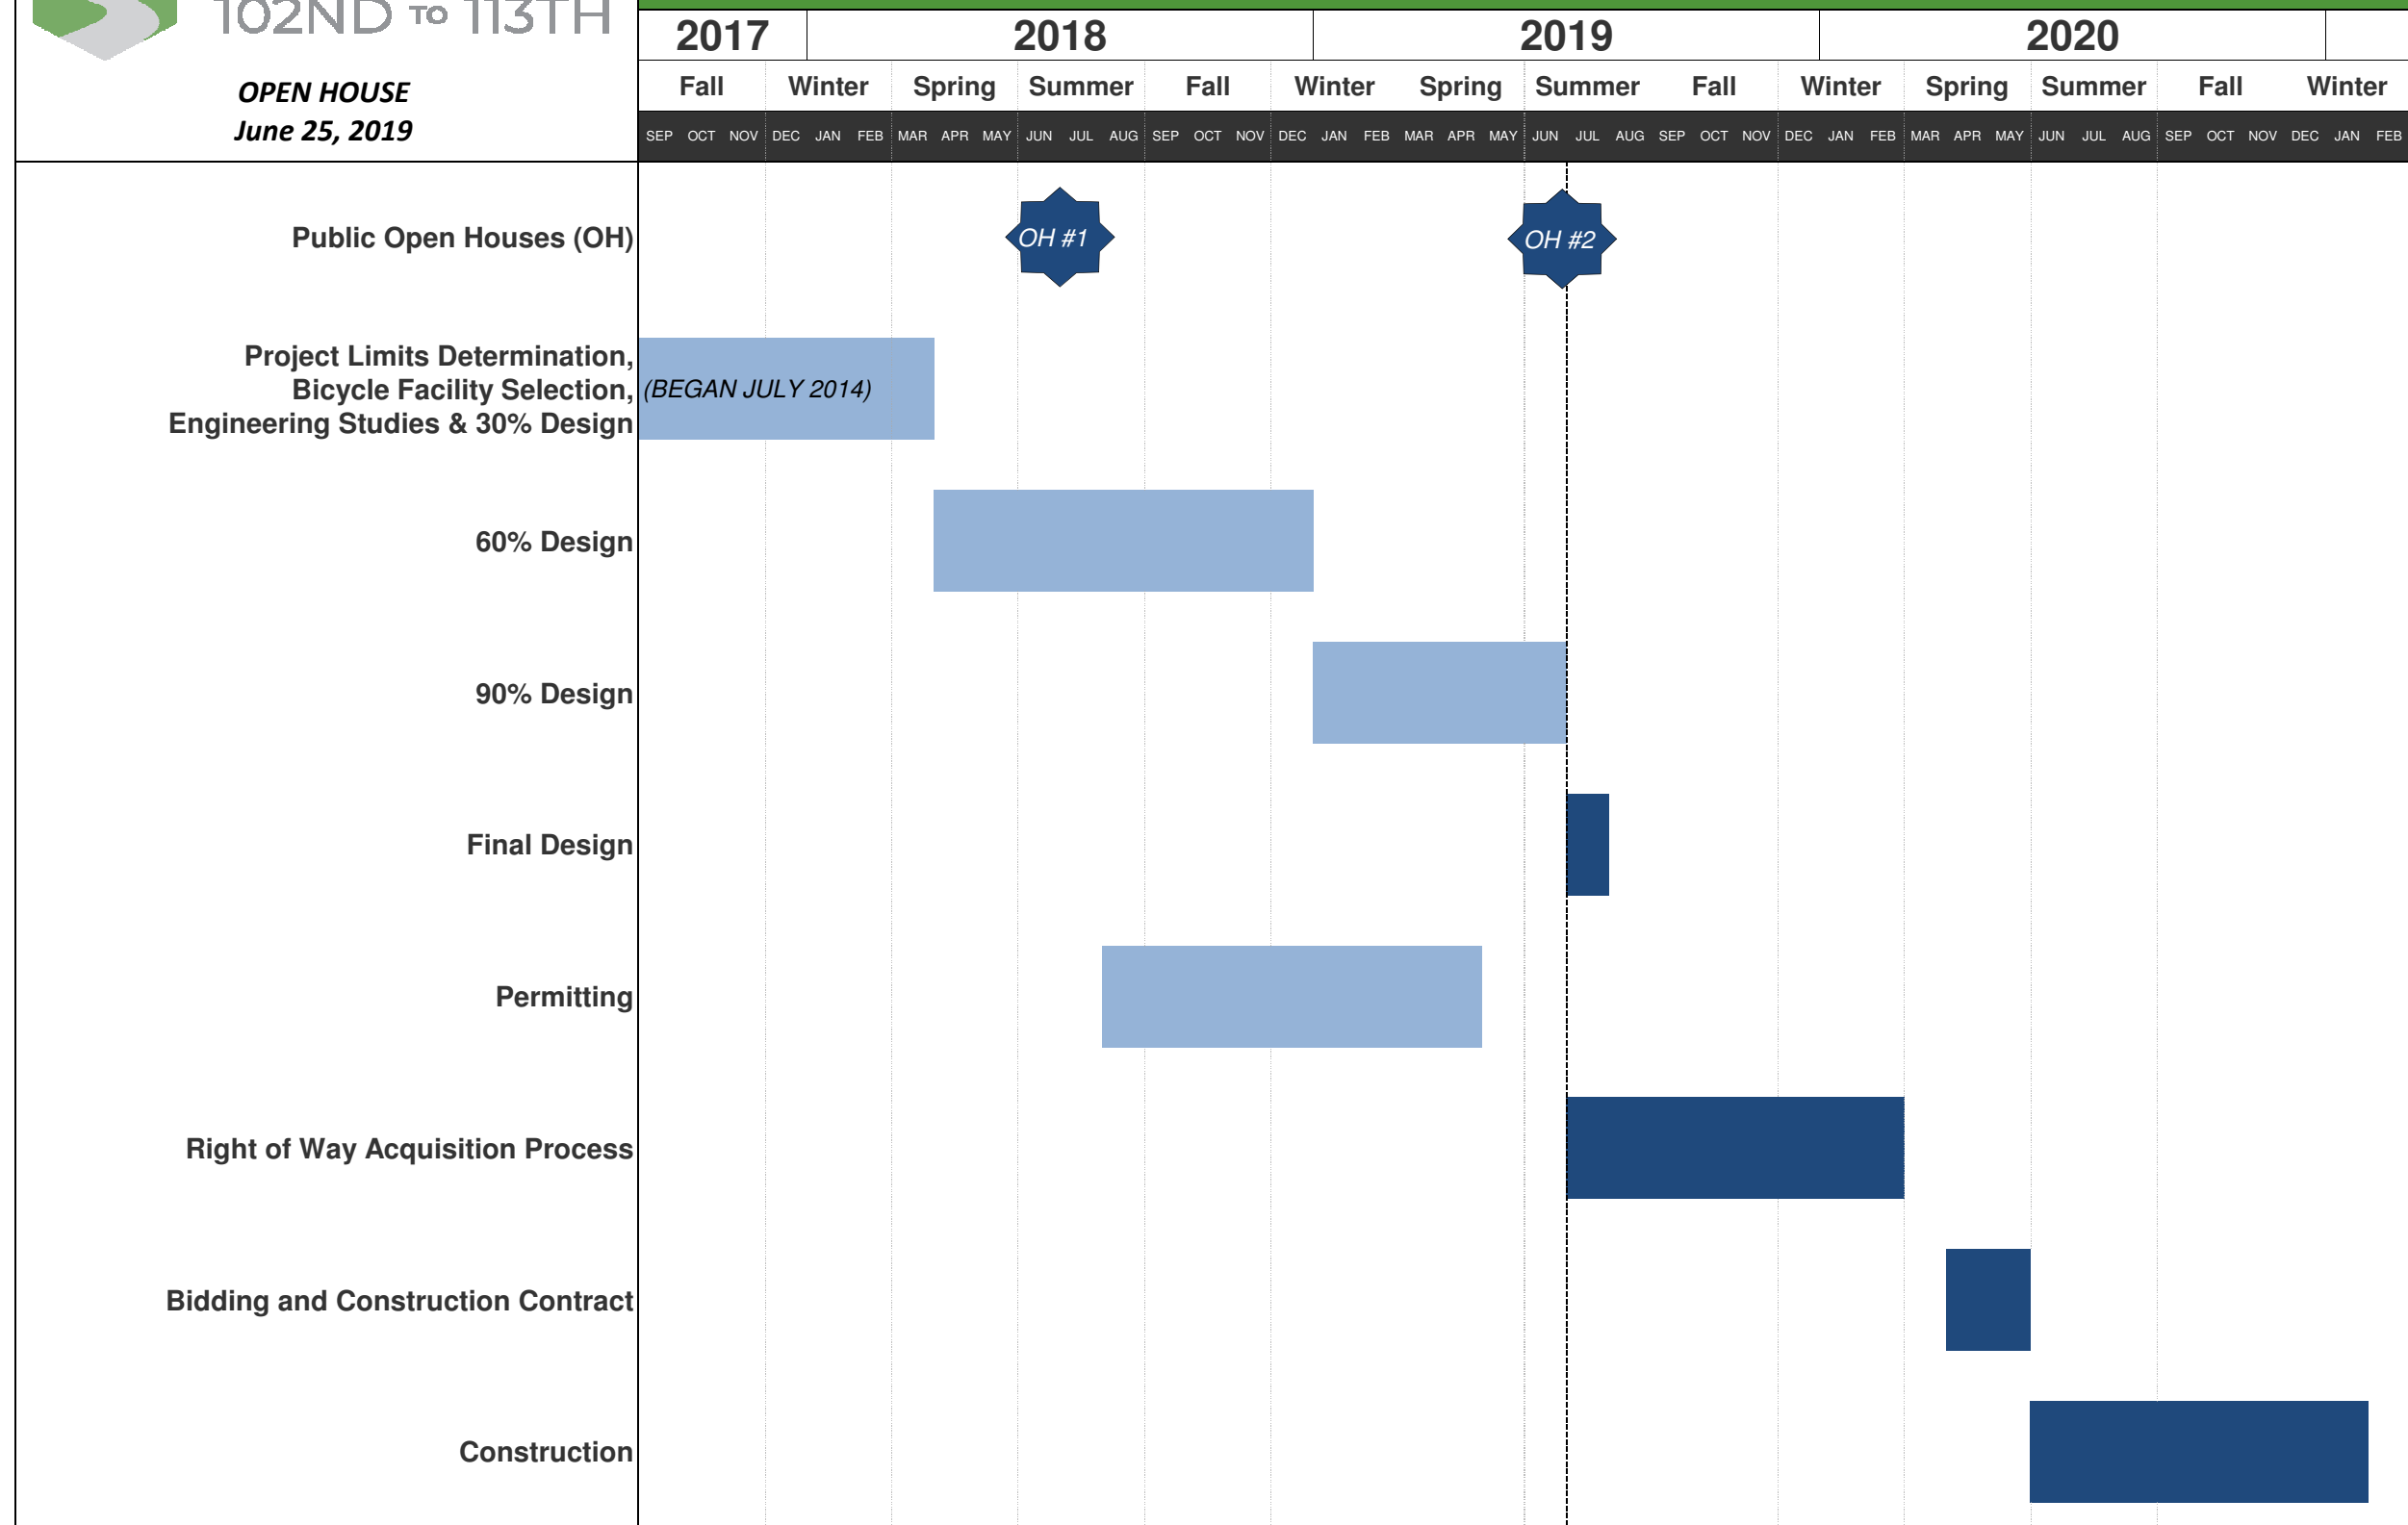 102ND TO 113TH
OPEN HOUSE
June 25, 2019
2017 2018 2019 2020
Fall Winter Spring Summer Fall Winter Spring Summer Fall Winter Spring Summer Fall Winter
SEP OCT NOV DEC JAN FEB MAR APR MAY JUN JUL AUG SEP OCT NOV DEC JAN FEB MAR APR MAY JUN JUL AUG SEP OCT NOV DEC JAN FEB MAR APR MAY JUN JUL AUG SEP OCT NOV DEC JAN FEB
Public Open Houses (OH) OH #1 OH #2
Project Limits Determination,
Bicycle Facility Selection, (BEGAN JULY 2014)
Engineering Studies & 30% Design
60% Design
90% Design
Final Design
Permitting
Right of Way Acquisition Process
Bidding and Construction Contract
Construction